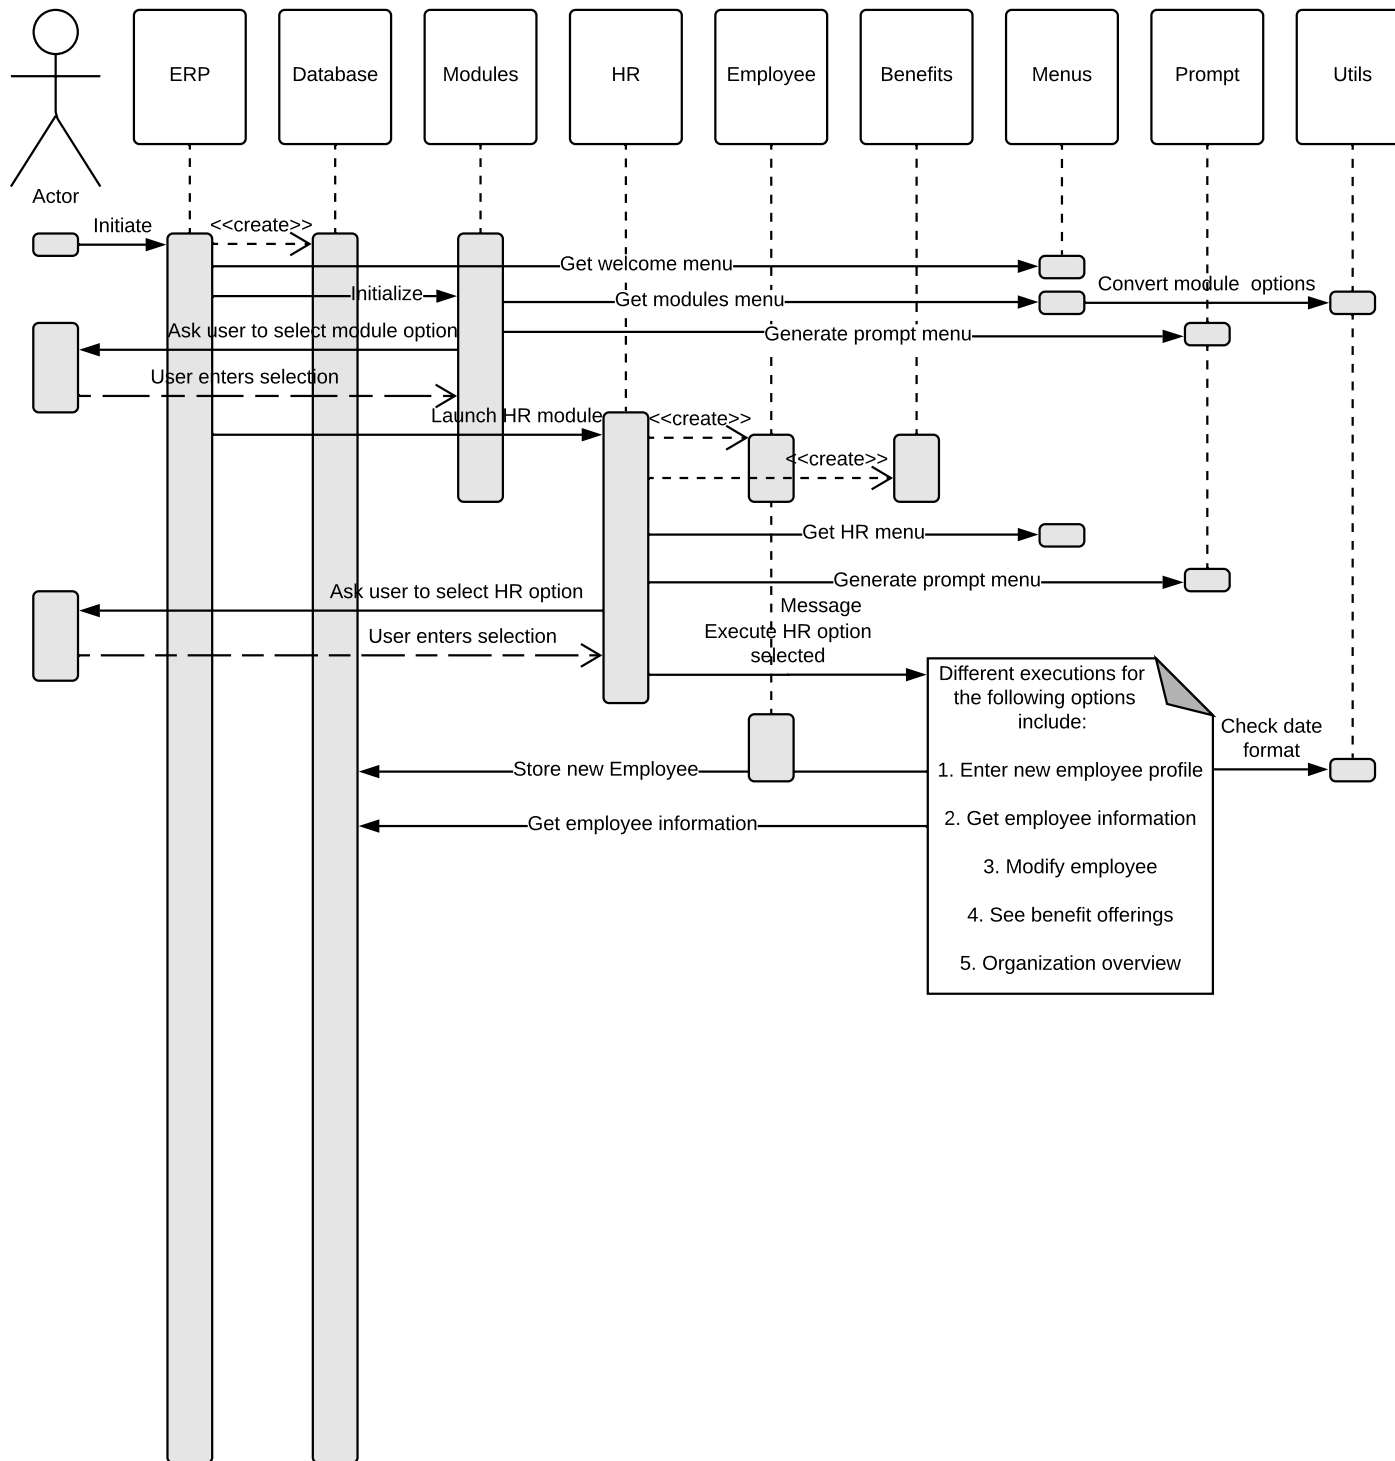 ERP
Database
Modules
HR
Employee
Benefits
Menus
Prompt
Utils
Actor
Initiate
<<create>>
Get welcome menu
Convert module  options
Initialize
Get modules menu
Ask user to select module option
Generate prompt menu
User enters selection
Launch HR module
<<create>>
<<create>>
Get HR menu
Generate prompt menu
Ask user to select HR option
Message
Execute HR option
selected
User enters selection
Different executions for
the following options
include:
1. Enter new employee profile
2. Get employee information
3. Modify employee
4. See benefit offerings
5. Organization overview
Check date
format
Store new Employee
Get employee information